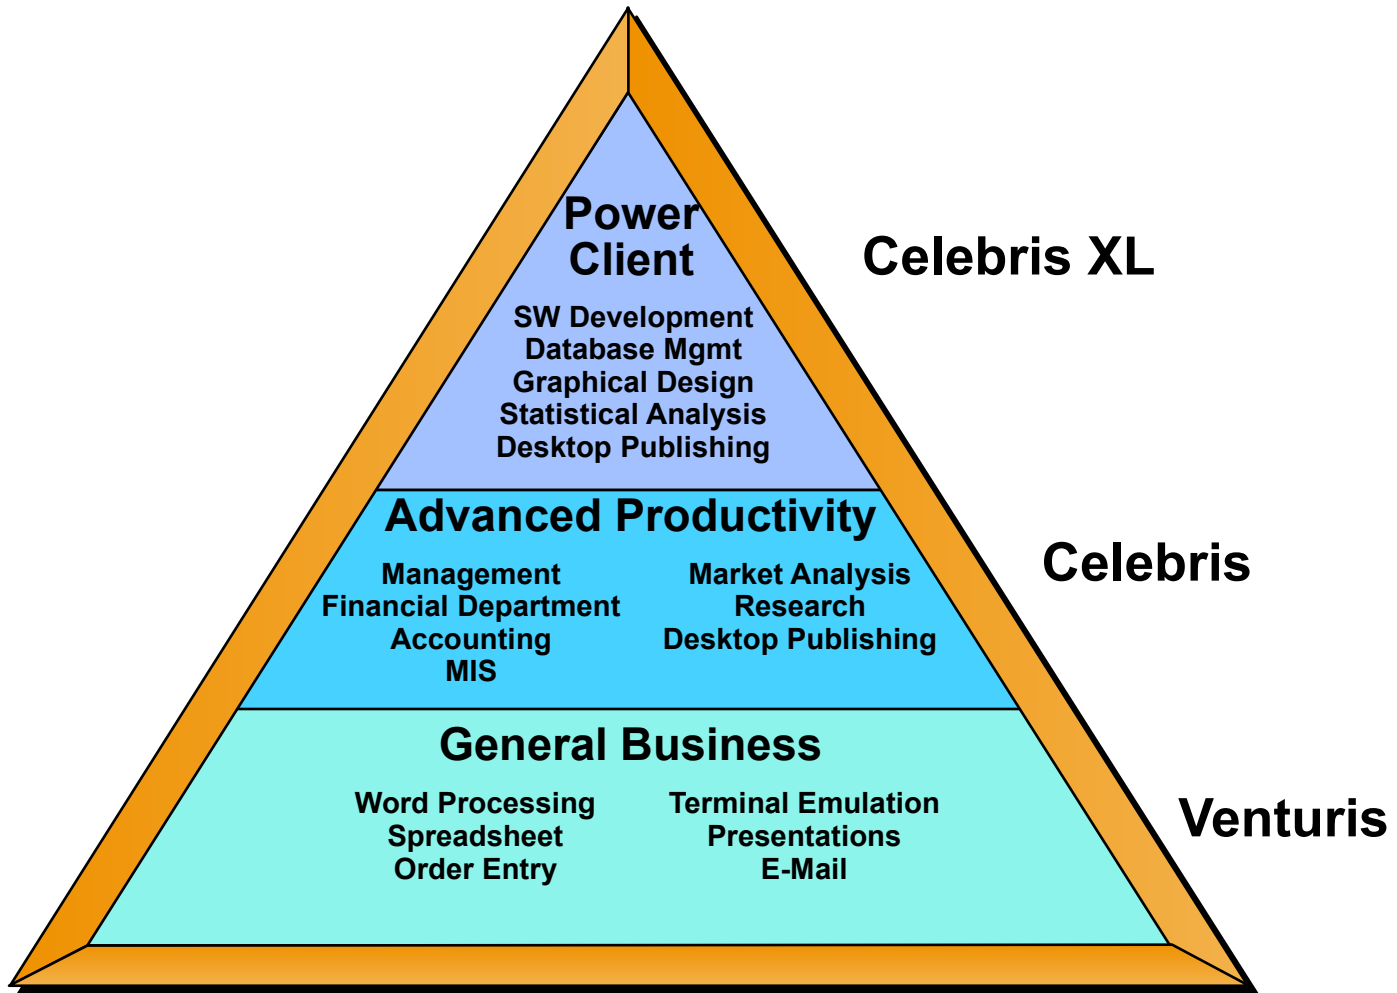 Power
Client
Celebris XL
SW Development
Database Mgmt
Graphical Design
Statistical Analysis
Desktop Publishing
Advanced Productivity
Management
Financial Department
Accounting
MIS
Market Analysis
Research
Desktop Publishing
Celebris
General Business
Word Processing
Spreadsheet
Order Entry
Terminal Emulation
Presentations
E-Mail
Venturis